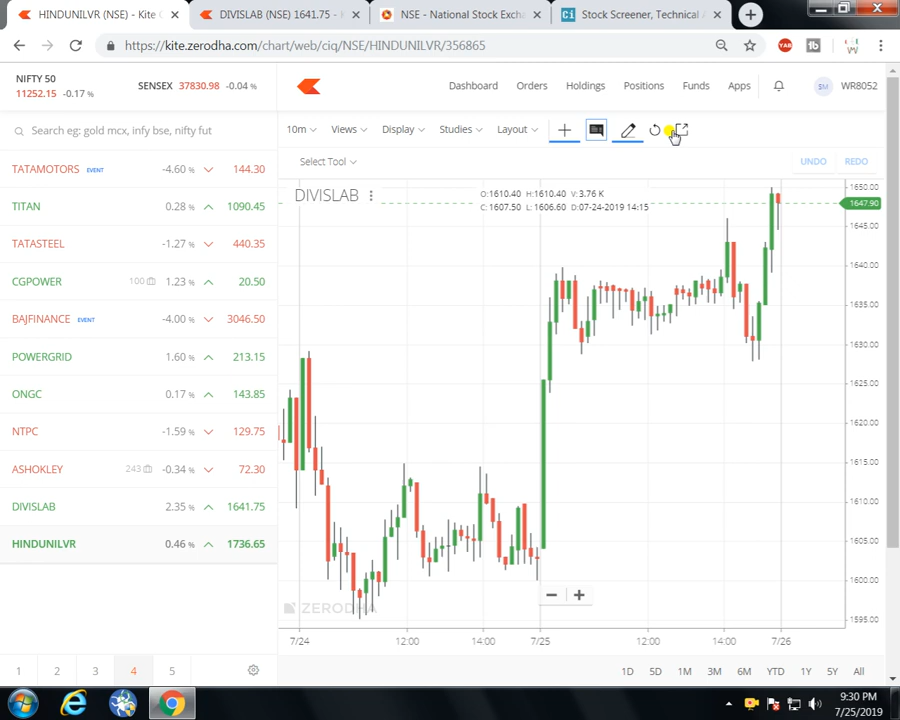 HINDUNILVR (NSE) - Kite
DIVISLAB (NSE) 1641.75 -
NSE - National Stock Exch
Stock Screener, Technical
https://kite.zerodha.com/chart/web/ciq/NSE/HINDUNILVR/356865
NIFTY 50
11252.15 -0.17 %
SENSEX 37830.98 -0.04 %
Dashboard Orders Holdings Positions Funds Apps SM WR8052
Search eg: gold mcx, infy bse, nifty fut
10m Views Display Studies Layout
Select Tool UNDO REDO
TATAMOTORS EVENT -4.60 % 144.30
TITAN 0.28 % 1090.45
TATASTEEL -1.27 % 440.35
CGPOWER 100 1.23 % 20.50
BAJFINANCE EVENT -4.00 % 3046.50
POWERGRID 1.60 % 213.15
ONGC 0.17 % 143.85
NTPC -1.59 % 129.75
ASHOKLEY 243 -0.34 % 72.30
DIVISLAB 2.35 % 1641.75
HINDUNILVR 0.46 % 1736.65
1 2 3 4 5
DIVISLAB
O:1610.40 H:1610.40 V:3.76 K
C:1607.50 L:1606.60 D:07-24-2019 14:15
1650.00
1647.90
1645.00
1640.00
1635.00
1630.00
1625.00
1620.00
1615.00
1610.00
1605.00
1600.00
1595.00
ZERODHA
7/24 12:00 14:00 7/25 12:00 14:00 7/26
1D 5D 1M 3M 6M YTD 1Y 5Y All
9:30 PM
7/25/2019